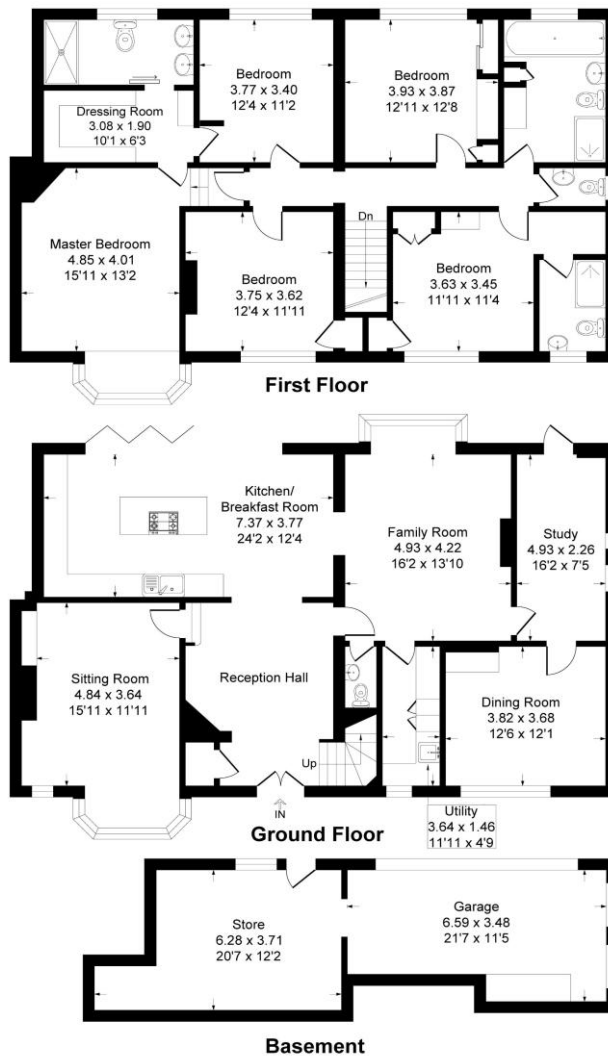 Bedroom
3.77 x 3.40
12'4 x 11'2
Bedroom
3.93 x 3.87
12'11 x 12'8
Dressing Room
3.08 x 1.90
10'1 x 6'3
Master Bedroom
4.85 x 4.01
15'11 x 13'2
Bedroom
3.75 x 3.62
12'4 x 11'11
Dn
Bedroom
3.63 x 3.45
11'11 x 11'4
First Floor
Kitchen/
Breakfast Room
7.37 x 3.77
24'2 x 12'4
Family Room
4.93 x 4.22
16'2 x 13'10
Study
4.93 x 2.26
16'2 x 7'5
Sitting Room
4.84 x 3.64
15'11 x 11'11
Reception Hall
Dining Room
3.82 x 3.68
12'6 x 12'1
Up
IN
Utility
3.64 x 1.46
11'11 x 4'9
Ground Floor
Store
6.28 x 3.71
20'7 x 12'2
Garage
6.59 x 3.48
21'7 x 11'5
Basement